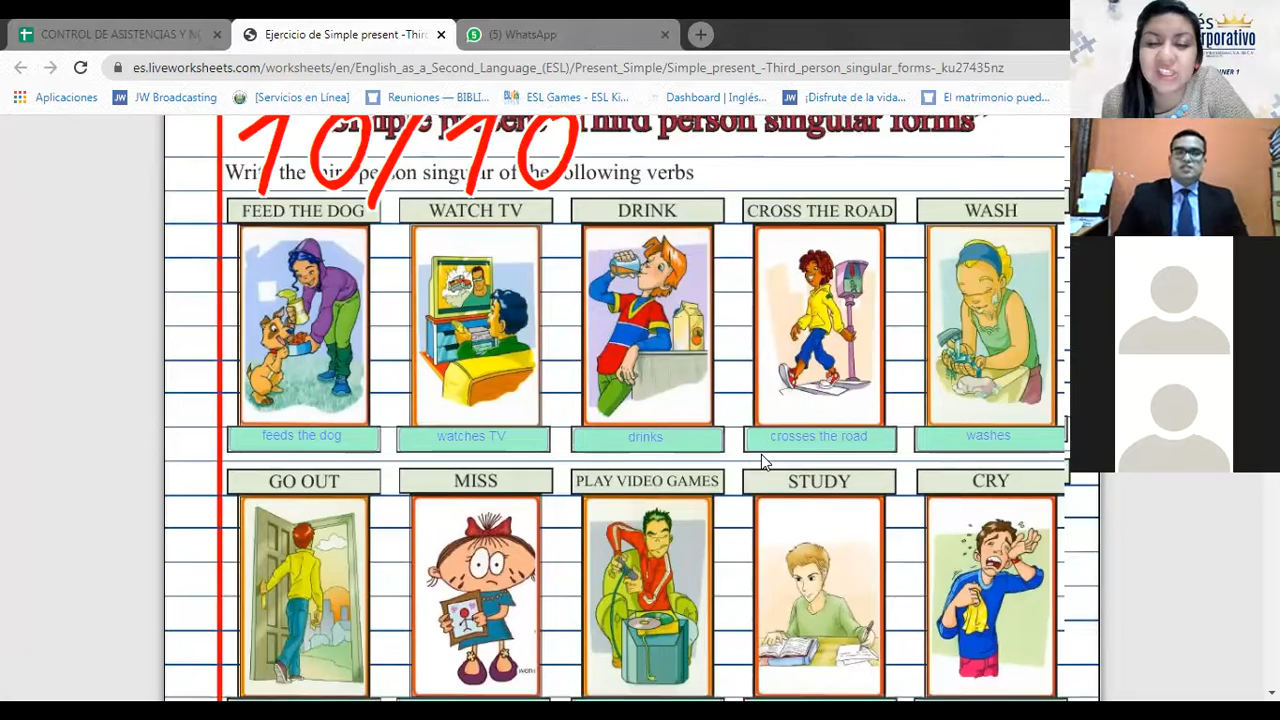 CONTROL DE ASISTENCIAS Y
Ejercicio de Simple present -Thir
(5) WhatsApp
es.liveworksheets.com/worksheets/en/English_as_a_Second_Language_(ESL)/Present_Simple/Simple_present_-Third_person_singular_forms-_ku27435nz
Aplicaciones
JW Broadcasting
[Servicios en Línea]
Reuniones — BIBLI...
ESL Games - ESL Ki...
Dashboard | Inglés...
¡Disfrute de la vida...
El matrimonio pued...
Simple present "Third person singular forms"
10/10
Write the third person singular of the following verbs
FEED THE DOG
WATCH TV
DRINK
CROSS THE ROAD
WASH
feeds the dog
watches TV
drinks
crosses the road
washes
GO OUT
MISS
PLAY VIDEO GAMES
STUDY
CRY